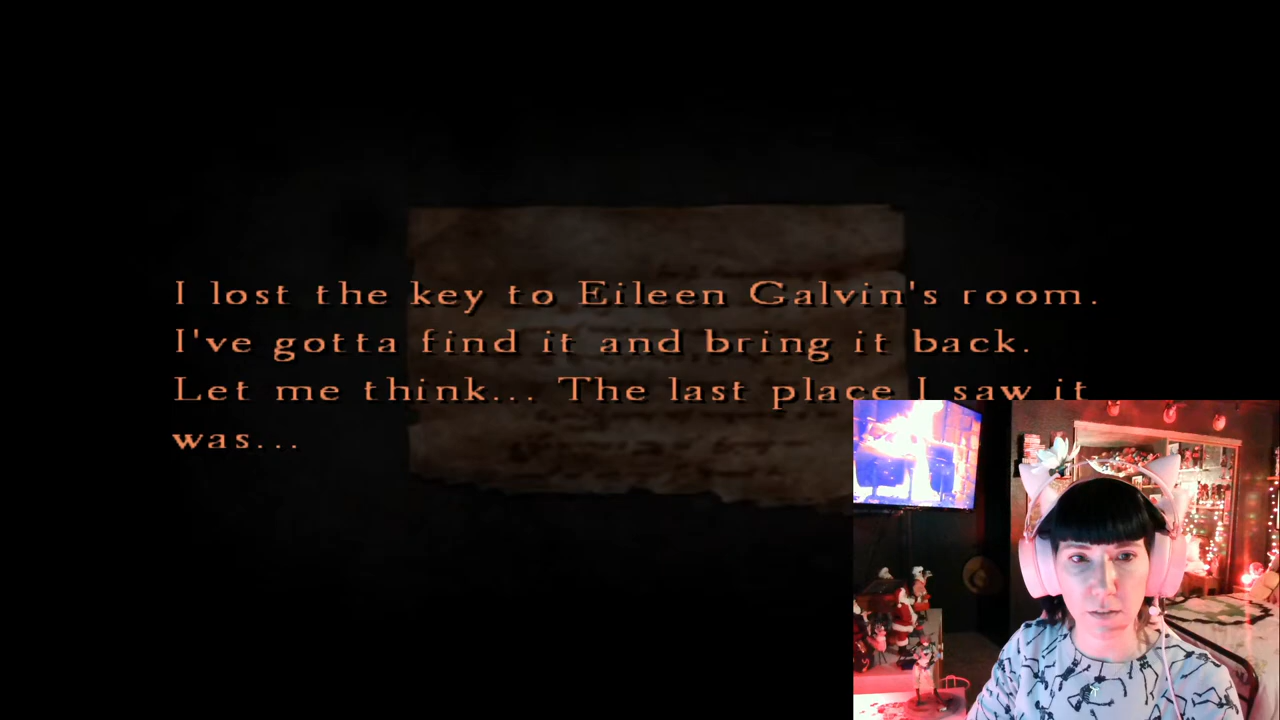 I lost the key to Eileen Galvin's room.
I've gotta find it and bring it back.
Let me think... The last place I saw it
was...